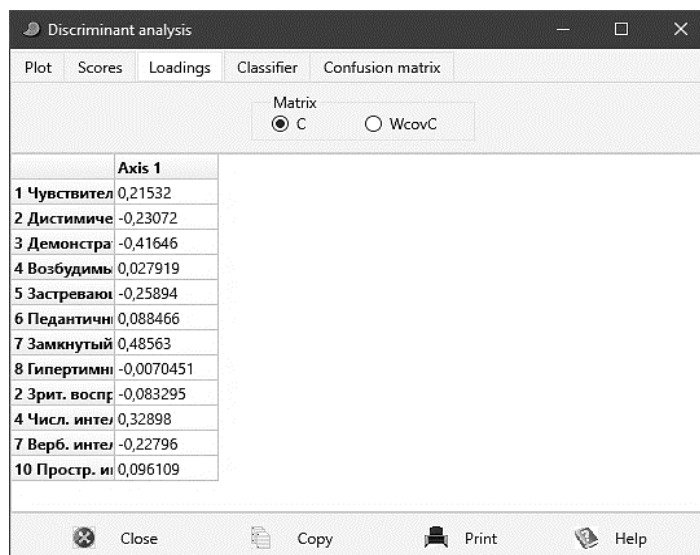 Discriminant analysis
Plot Scores Loadings Classifier Confusion matrix
Matrix
C WcovC
Axis 1
1 Чувствител 0,21532
2 Дистимиче -0,23072
3 Демонстра -0,41646
4 Возбудимы 0,027919
5 Застреваю -0,25894
6 Педантичн 0,088466
7 Замкнутый 0,48563
8 Гипертимн -0,0070451
2 Зрит. воспр -0,083295
4 Числ. инте 0,32898
7 Верб. инте -0,22796
10 Простр. и 0,096109
Close Copy Print Help